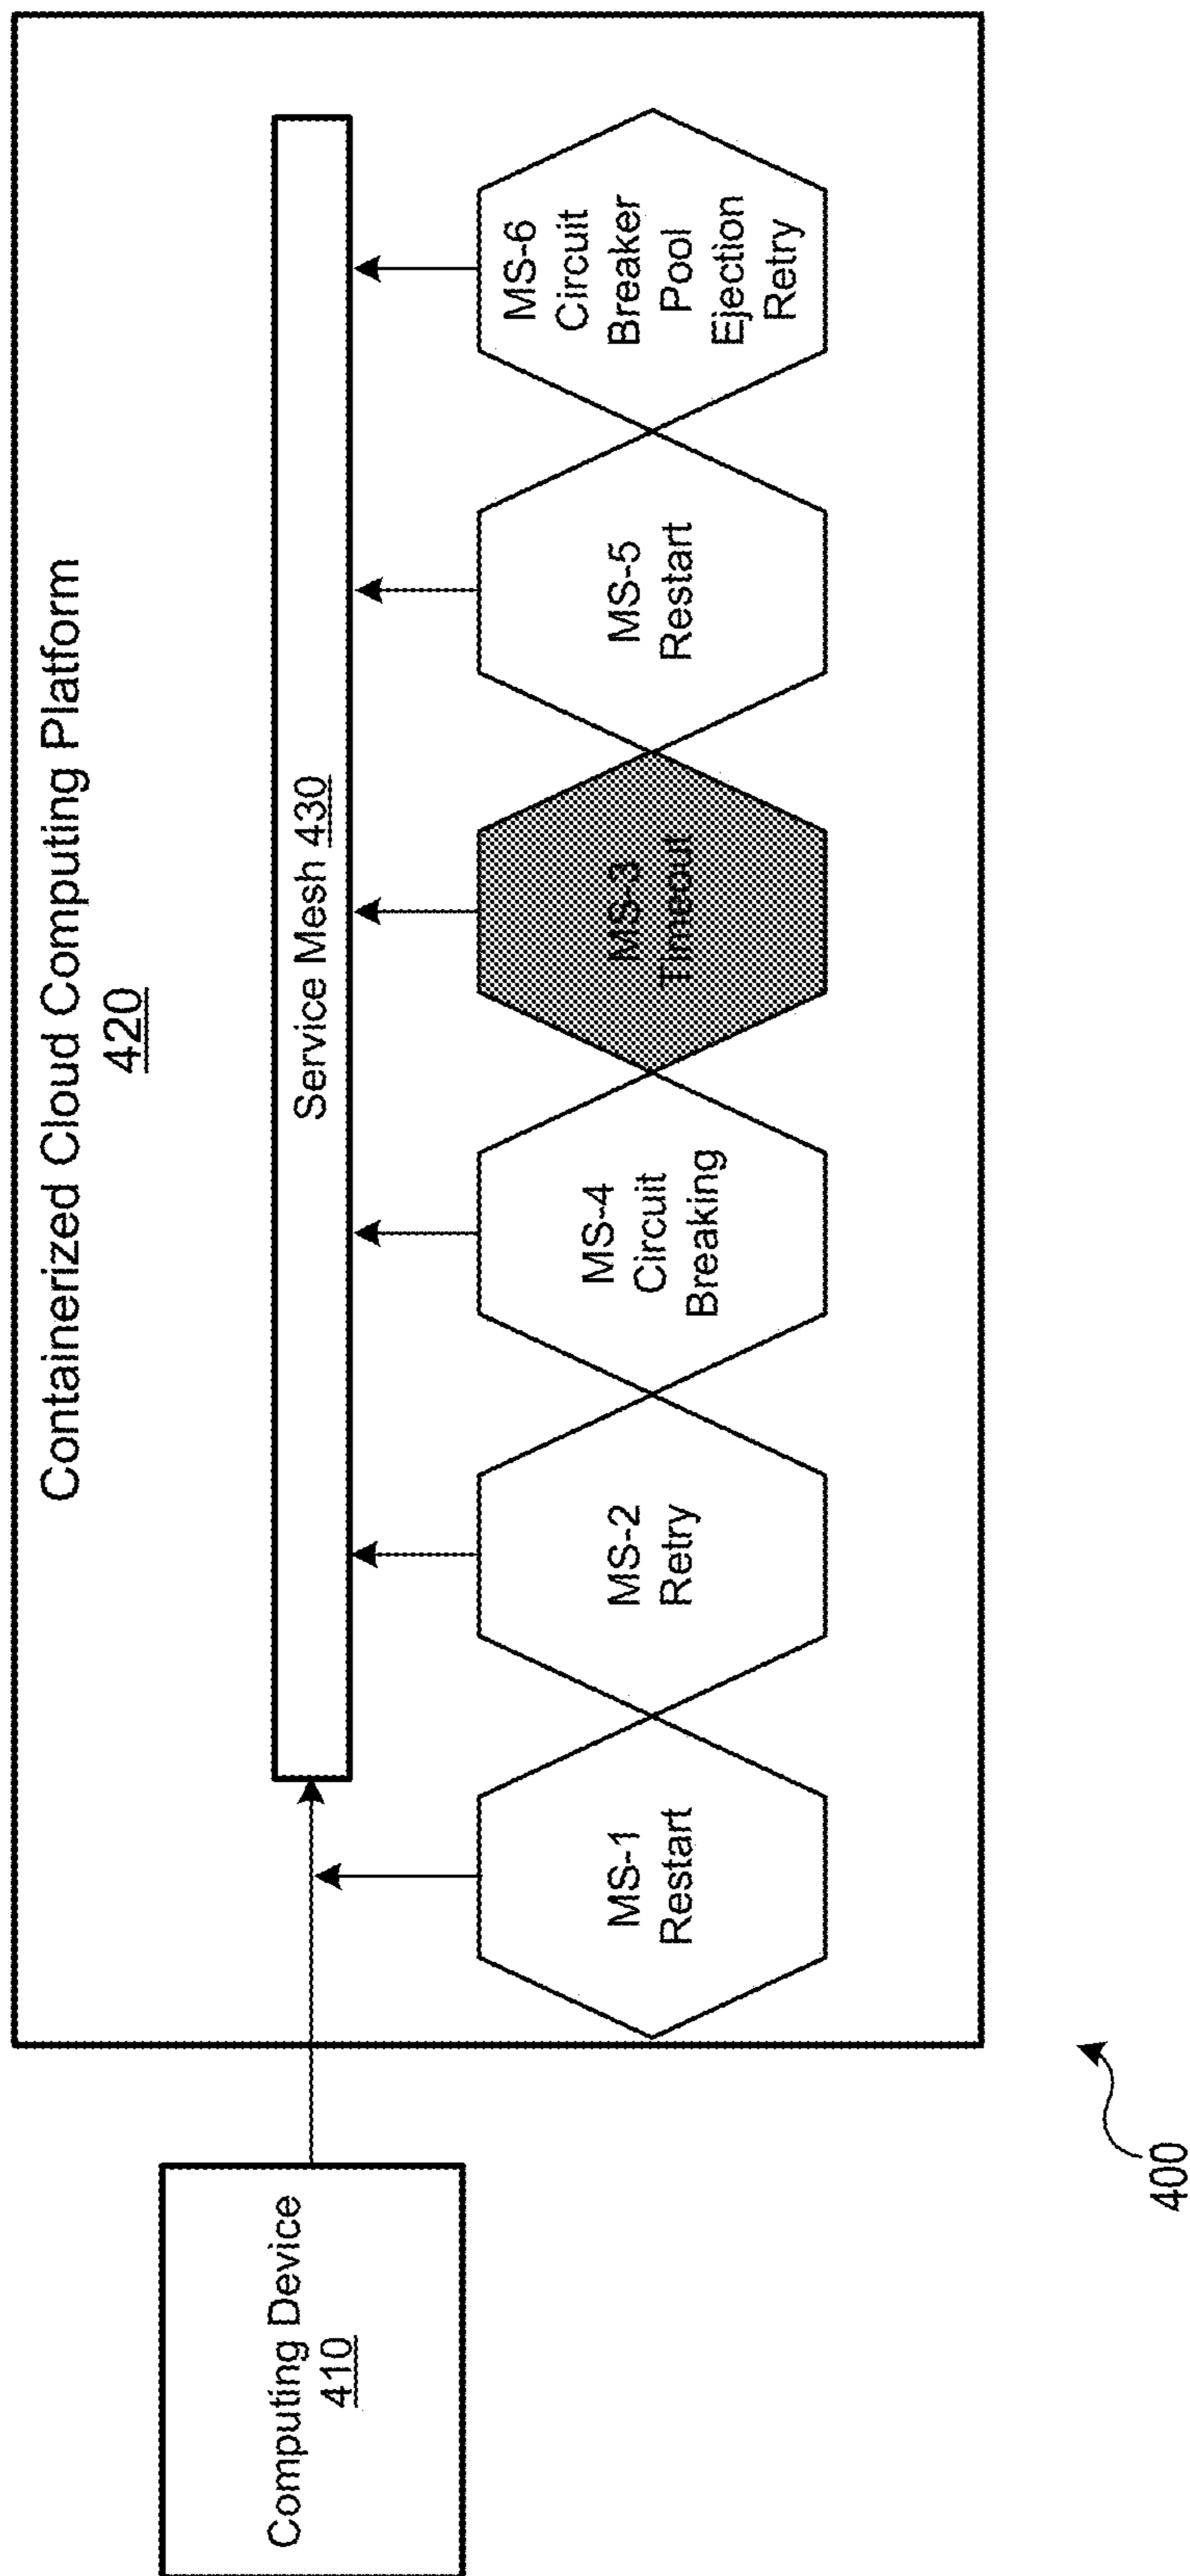 Containerized Cloud Computing Platform
420
Computing Device
410
Service Mesh 430
MS-1
Restart
MS-2
Retry
MS-4
Circuit
Breaking
MS-3
Timeout
MS-5
Restart
MS-6
Circuit
Breaker
Pool
Ejection
Retry
400